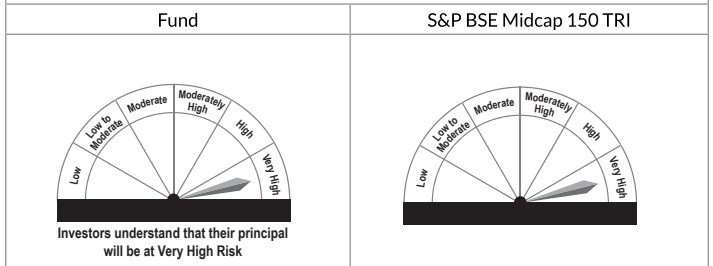 Fund
S&P BSE Midcap 150 TRI
Low
Low to
Moderate
Moderate
Moderately
High
High
Very High
Investors understand that their principal
will be at Very High Risk
Low
Low to
Moderate
Moderate
Moderately
High
High
Very High